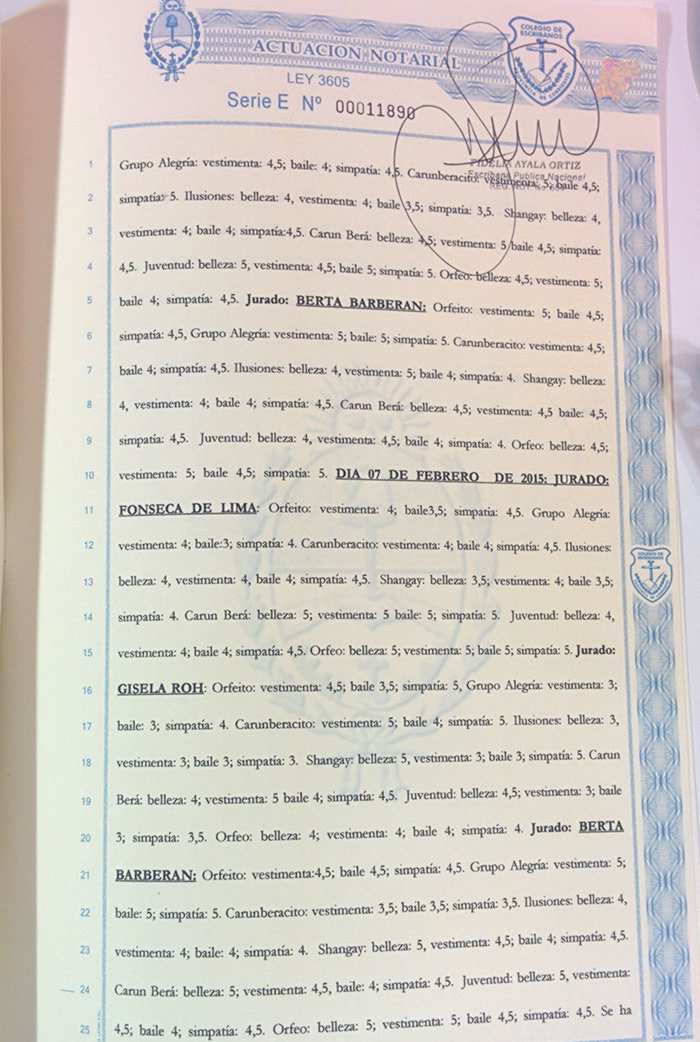 ACTUACION NOTARIAL
COLEGIO DE
ESCRIBANOS
LEY 3605
Serie E Nº 00011890
FIDELIA AYALA ORTIZ
Escribana Publica Nacional
1 Grupo Alegría: vestimenta: 4,5; baile: 4; simpatía: 4,5. Carunberacito: vestimenta: 5; baile 4,5;
2 simpatía: 5. Ilusiones: belleza: 4, vestimenta: 4; baile 3,5; simpatía: 3,5. Shangay: belleza: 4,
3 vestimenta: 4; baile 4; simpatía:4,5. Carun Berá: belleza: 4,5; vestimenta: 5 baile 4,5; simpatía:
4 4,5. Juventud: belleza: 5, vestimenta: 4,5; baile 5; simpatía: 5. Orfeo: belleza: 4,5; vestimenta: 5;
5 baile 4; simpatía: 4,5. Jurado: BERTA BARBERAN: Orfeito: vestimenta: 5; baile 4,5;
6 simpatía: 4,5, Grupo Alegría: vestimenta: 5; baile: 5; simpatía: 5. Carunberacito: vestimenta: 4,5;
7 baile 4; simpatía: 4,5. Ilusiones: belleza: 4, vestimenta: 5; baile 4; simpatía: 4. Shangay: belleza:
8 4, vestimenta: 4; baile 4; simpatía: 4,5. Carun Berá: belleza: 4,5; vestimenta: 4,5 baile: 4,5;
9 simpatía: 4,5. Juventud: belleza: 4, vestimenta: 4,5; baile 4; simpatía: 4. Orfeo: belleza: 4,5;
10 vestimenta: 5; baile 4,5; simpatía: 5. DIA 07 DE FEBRERO DE 2015: JURADO:
11 FONSECA DE LIMA: Orfeito: vestimenta: 4; baile3,5; simpatía: 4,5. Grupo Alegría:
12 vestimenta: 4; baile:3; simpatía: 4. Carunberacito: vestimenta: 4; baile 4; simpatía: 4,5. Ilusiones:
13 belleza: 4, vestimenta: 4, baile 4; simpatía: 4,5. Shangay: belleza: 3,5; vestimenta: 4; baile 3,5;
14 simpatía: 4. Carun Berá: belleza: 5; vestimenta: 5 baile: 5; simpatía: 5. Juventud: belleza: 4,
15 vestimenta: 4; baile 4; simpatía: 4,5. Orfeo: belleza: 5; vestimenta: 5; baile 5; simpatía: 5. Jurado:
16 GISELA ROH: Orfeito: vestimenta: 4,5; baile 3,5; simpatía: 5, Grupo Alegría: vestimenta: 3;
17 baile: 3; simpatía: 4. Carunberacito: vestimenta: 5; baile 4; simpatía: 5. Ilusiones: belleza: 3,
18 vestimenta: 3; baile 3; simpatía: 3. Shangay: belleza: 5, vestimenta: 3; baile 3; simpatía: 5. Carun
19 Berá: belleza: 4; vestimenta: 5 baile 4; simpatía: 4,5. Juventud: belleza: 4,5; vestimenta: 3; baile
20 3; simpatía: 3,5. Orfeo: belleza: 4; vestimenta: 4; baile 4; simpatía: 4. Jurado: BERTA
21 BARBERAN: Orfeito: vestimenta:4,5; baile 4,5; simpatía: 4,5. Grupo Alegría: vestimenta: 5;
22 baile: 5; simpatía: 5. Carunberacito: vestimenta: 3,5; baile 3,5; simpatía: 3,5. Ilusiones: belleza: 4,
23 vestimenta: 4; baile: 4; simpatía: 4. Shangay: belleza: 5, vestimenta: 4,5; baile 4; simpatía: 4,5.
24 Carun Berá: belleza: 5; vestimenta: 4,5, baile: 4; simpatía: 4,5. Juventud: belleza: 5, vestimenta:
25 4,5; baile 4; simpatía: 4,5. Orfeo: belleza: 5; vestimenta: 5; baile 4,5; simpatía: 4,5. Se ha